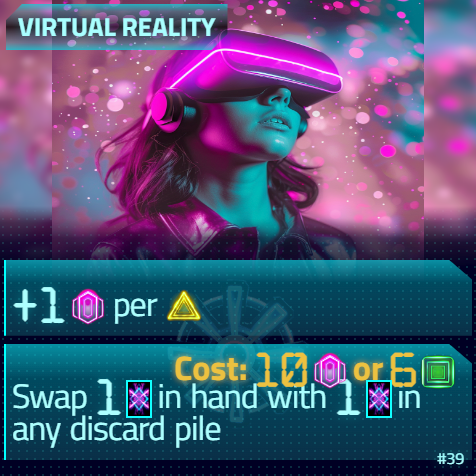 VIRTUAL REALITY
+1 per
Cost: 10 or 6
Swap 1 in hand with 1 in
any discard pile
#39